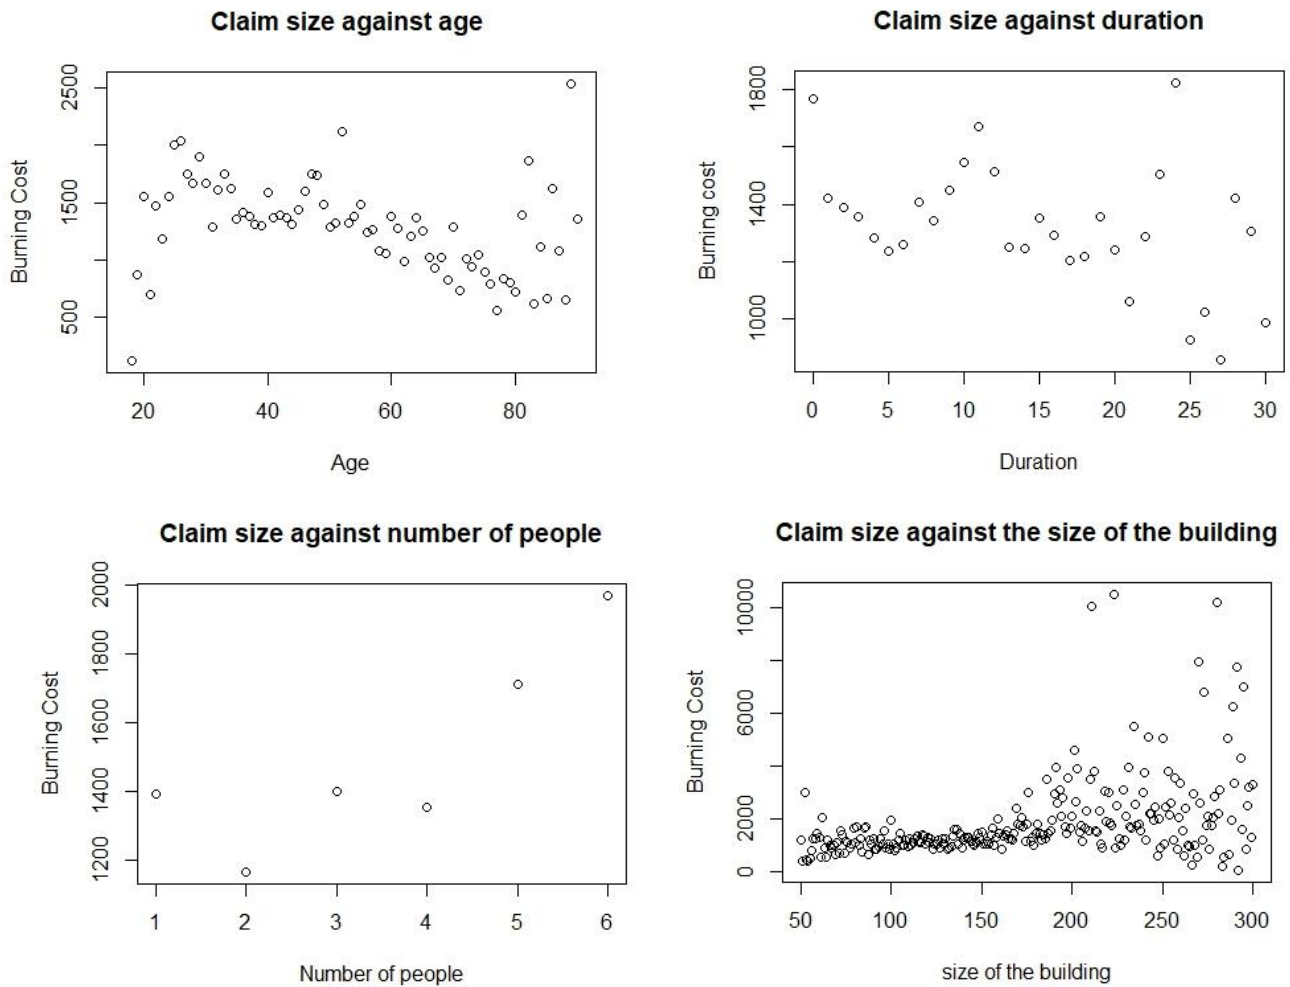 Claim size against age
Burning Cost
2500
1500
500
20 40 60 80
Age
Claim size against duration
Burning cost
1800
1400
1000
0 5 10 15 20 25 30
Duration
Claim size against number of people
Burning Cost
2000
1800
1600
1400
1200
1 2 3 4 5 6
Number of people
Claim size against the size of the building
Burning Cost
10000
6000
2000
0
50 100 150 200 250 300
size of the building